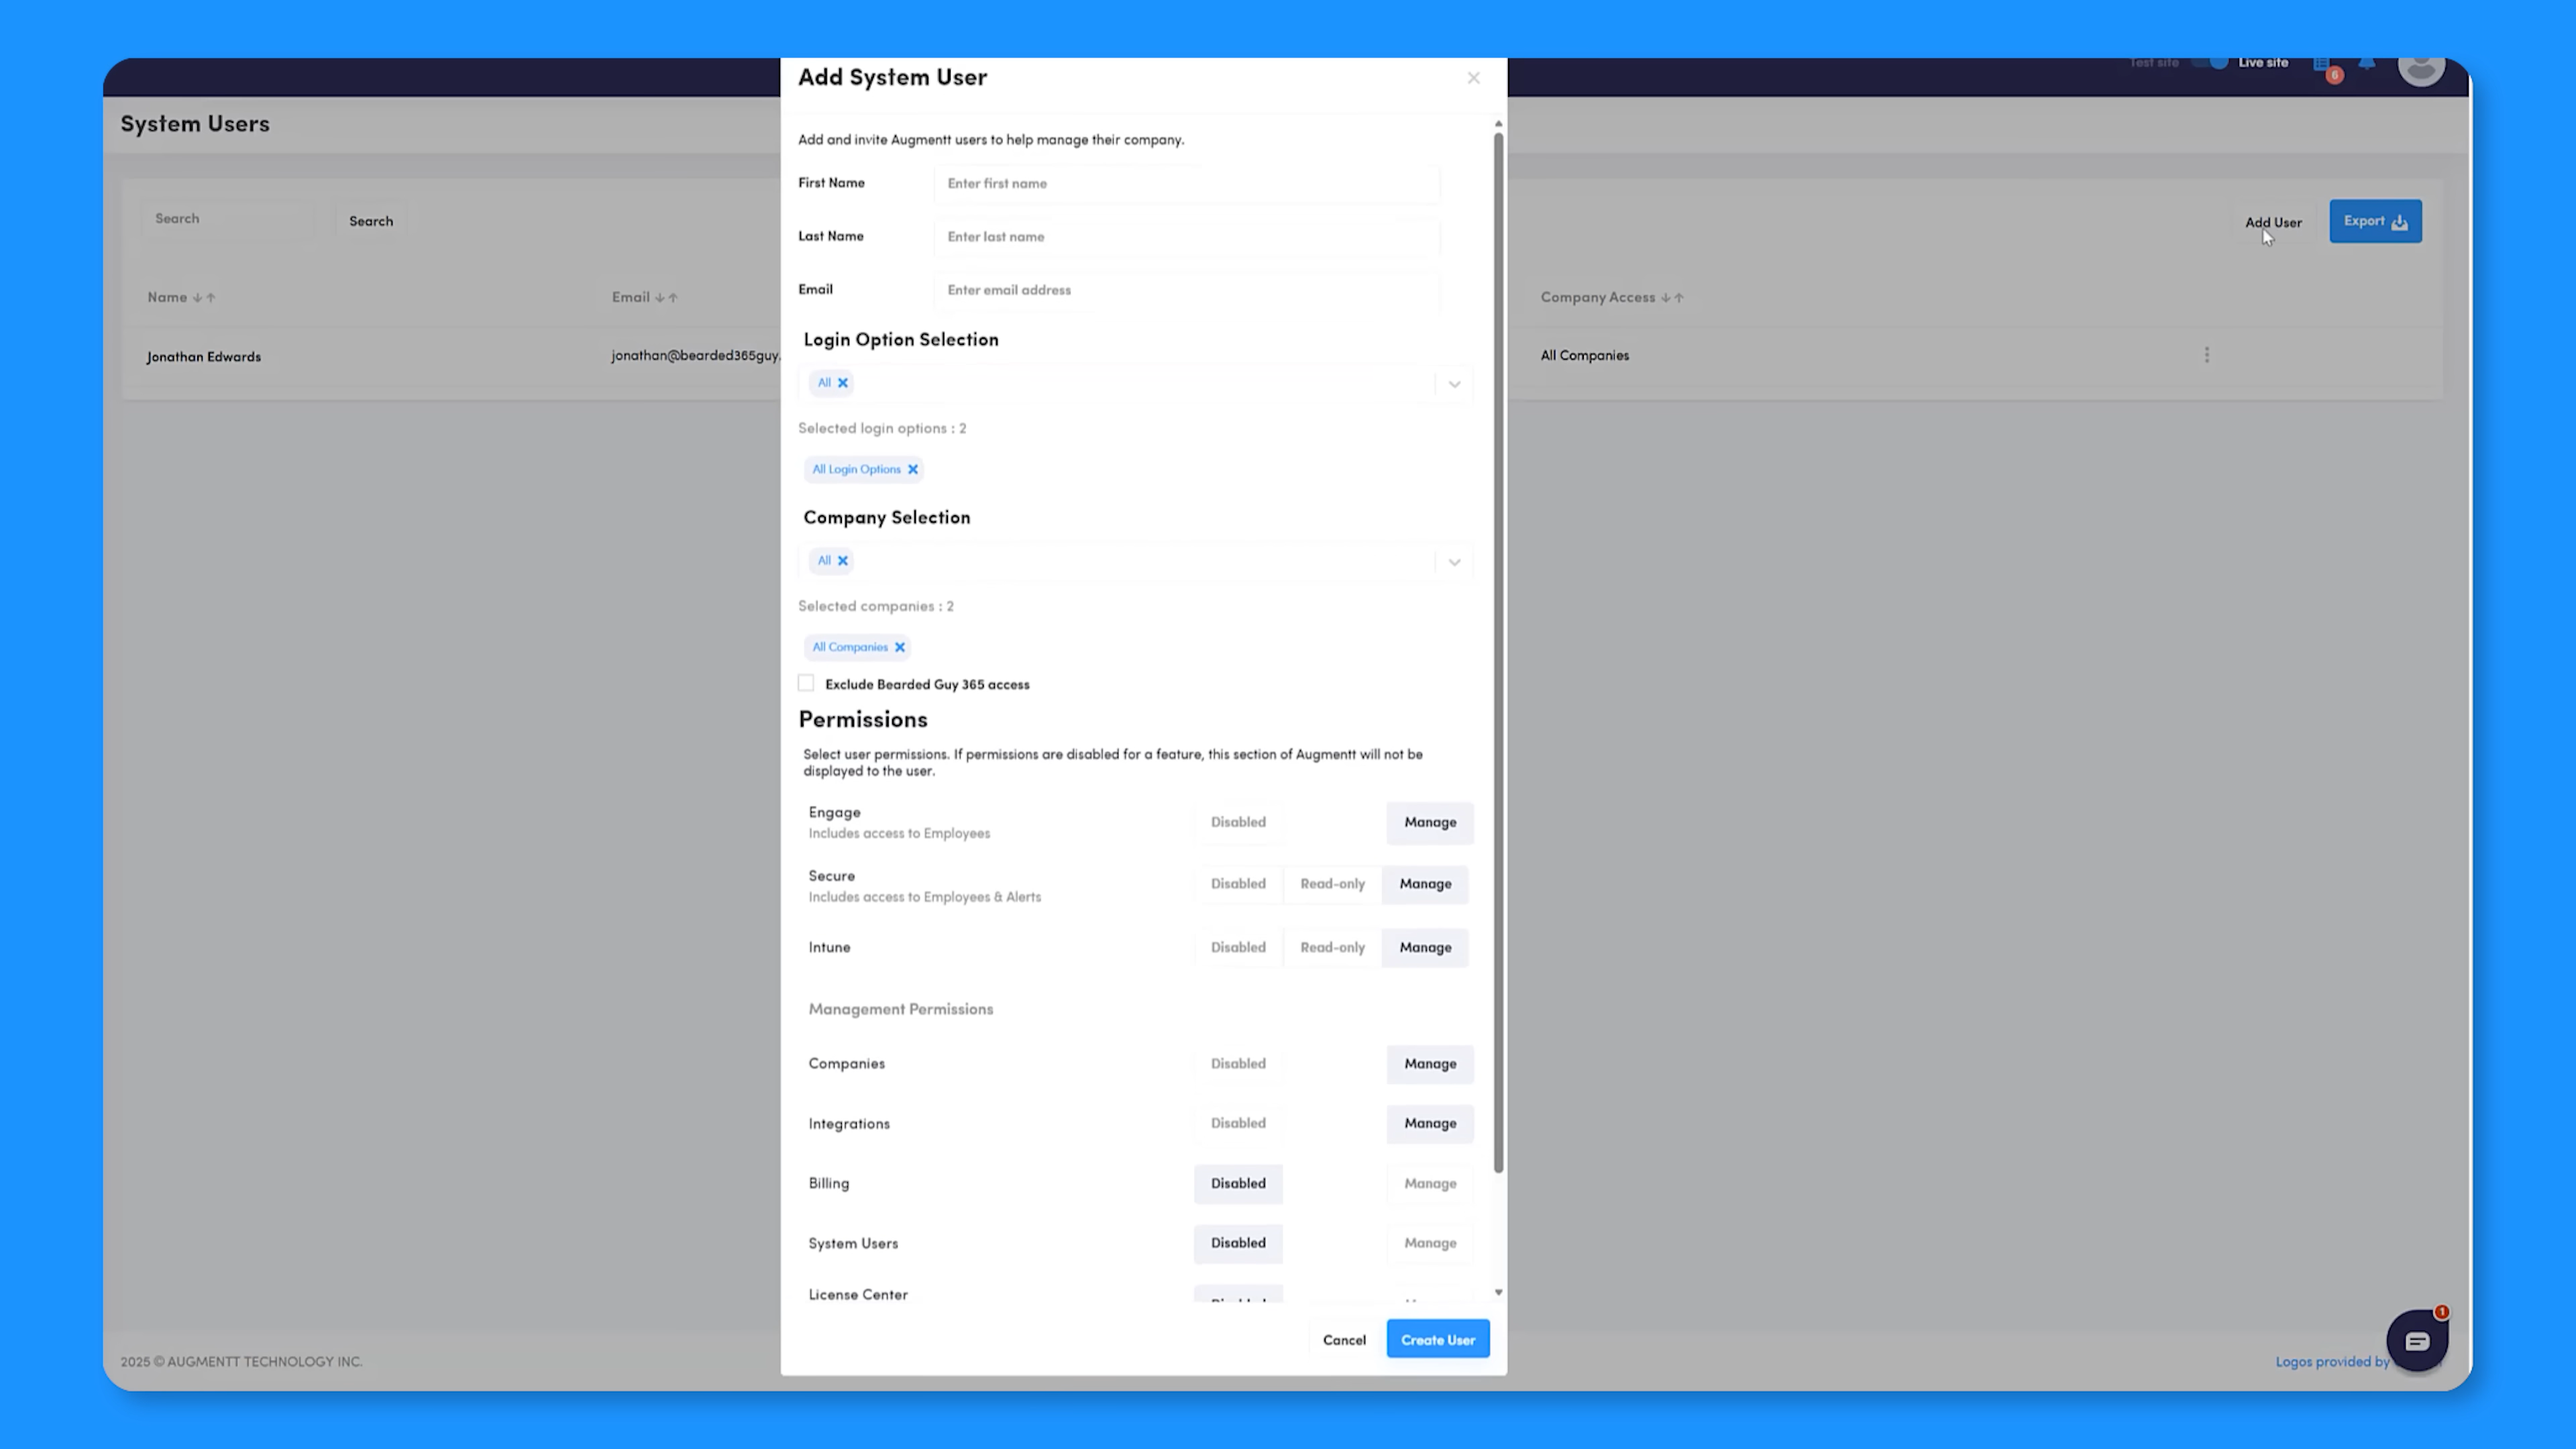 Add System User
Test site
Live site
6
System Users
Add and invite Augmentt users to help manage their company.
First Name
Enter first name
Last Name
Enter last name
Email
Enter email address
Search
Search
Add User
Export
Name
Email
Company Access
Jonathan Edwards
jonathan@bearded365guy.
All Companies
Login Option Selection
All
Selected login options : 2
All Login Options
Company Selection
All
Selected companies : 2
All Companies
Exclude Bearded Guy 365 access
Permissions
Select user permissions. If permissions are disabled for a feature, this section of Augmentt will not be
displayed to the user.
Engage
Includes access to Employees
Disabled
Manage
Secure
Includes access to Employees & Alerts
Disabled
Read-only
Manage
Intune
Disabled
Read-only
Manage
Management Permissions
Companies
Disabled
Manage
Integrations
Disabled
Manage
Billing
Disabled
Manage
System Users
Disabled
Manage
License Center
Cancel
Create User
1
2025 © AUGMENTT TECHNOLOGY INC.
Logos provided by